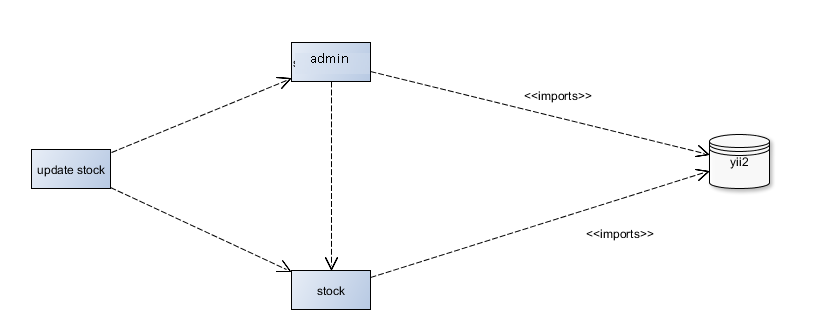 admin
<<imports>>
yii2
update stock
<<imports>>
stock